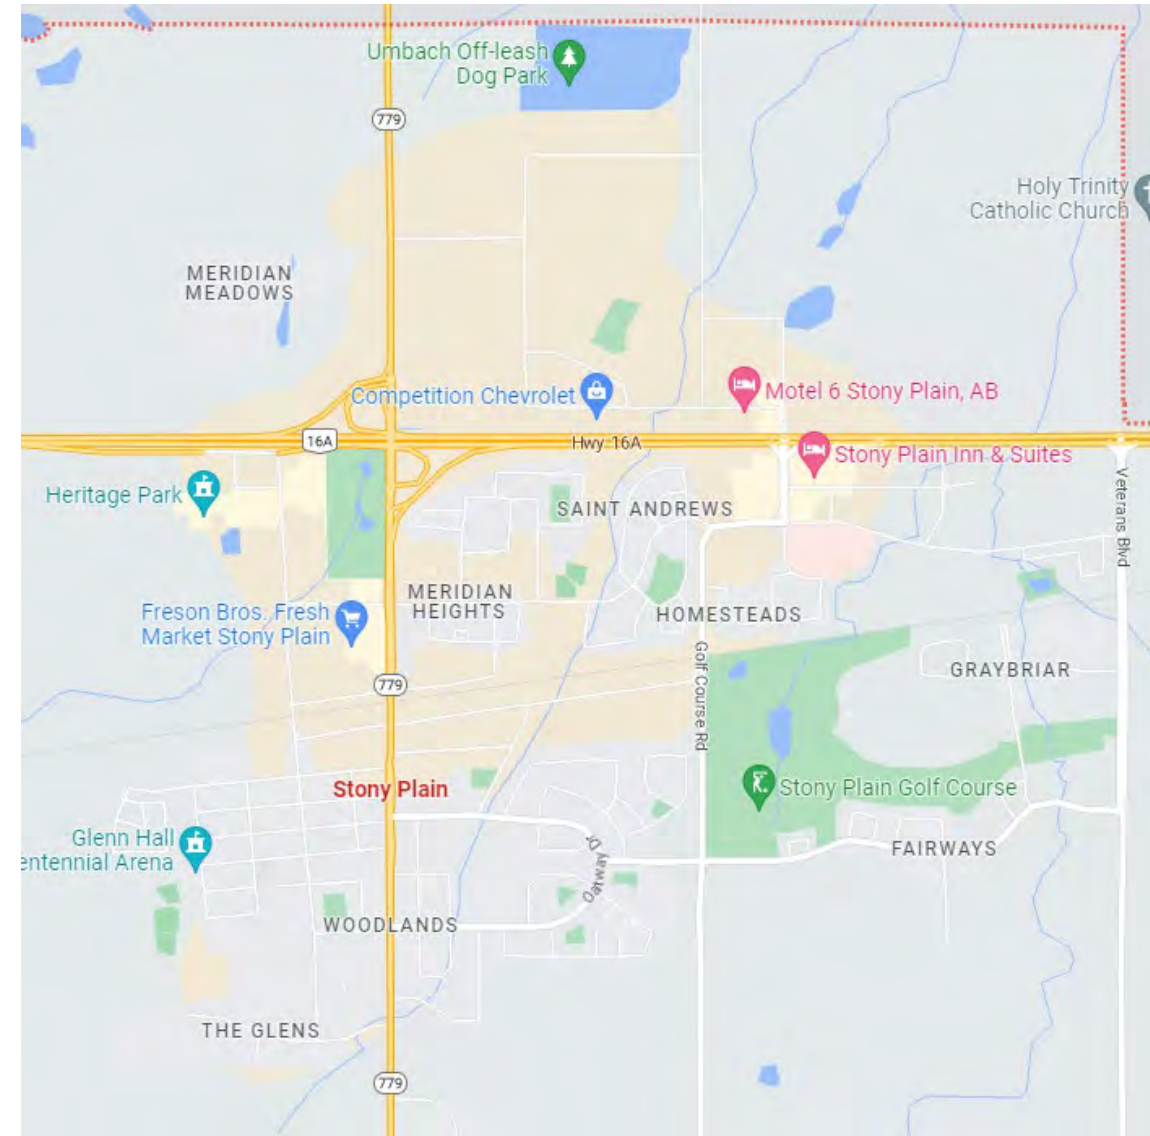 Umbach Off-leash
Dog Park
779
Holy Trinity
Catholic Church
MERIDIAN
MEADOWS
Competition Chevrolet
Motel 6 Stony Plain, AB
16A
Hwy 16A
Stony Plain Inn & Suites
Heritage Park
SAINT ANDREWS
Veterans Blvd
MERIDIAN
HEIGHTS
Freson Bros. Fresh
Market Stony Plain
HOMESTEADS
Golf Course Rd
GRAYBRIAR
779
Stony Plain
Stony Plain Golf Course
Glenn Hall
entennial Arena
Oatway Dr
FAIRWAYS
WOODLANDS
THE GLENS
779